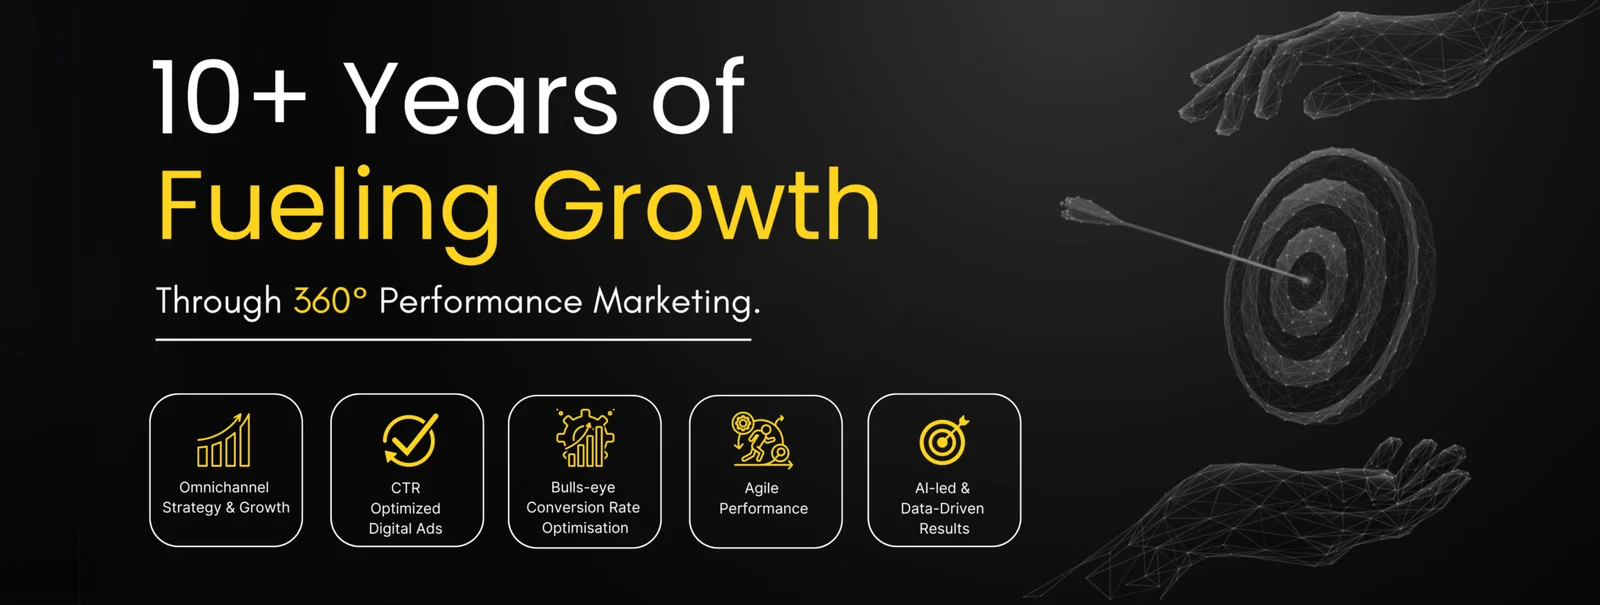 10+ Years of
Fueling Growth
Through 360° Performance Marketing.
Omnichannel
Strategy & Growth
CTR
Optimized
Digital Ads
Bulls-eye
Conversion Rate
Optimisation
Agile
Performance
AI-led &
Data-Driven
Results